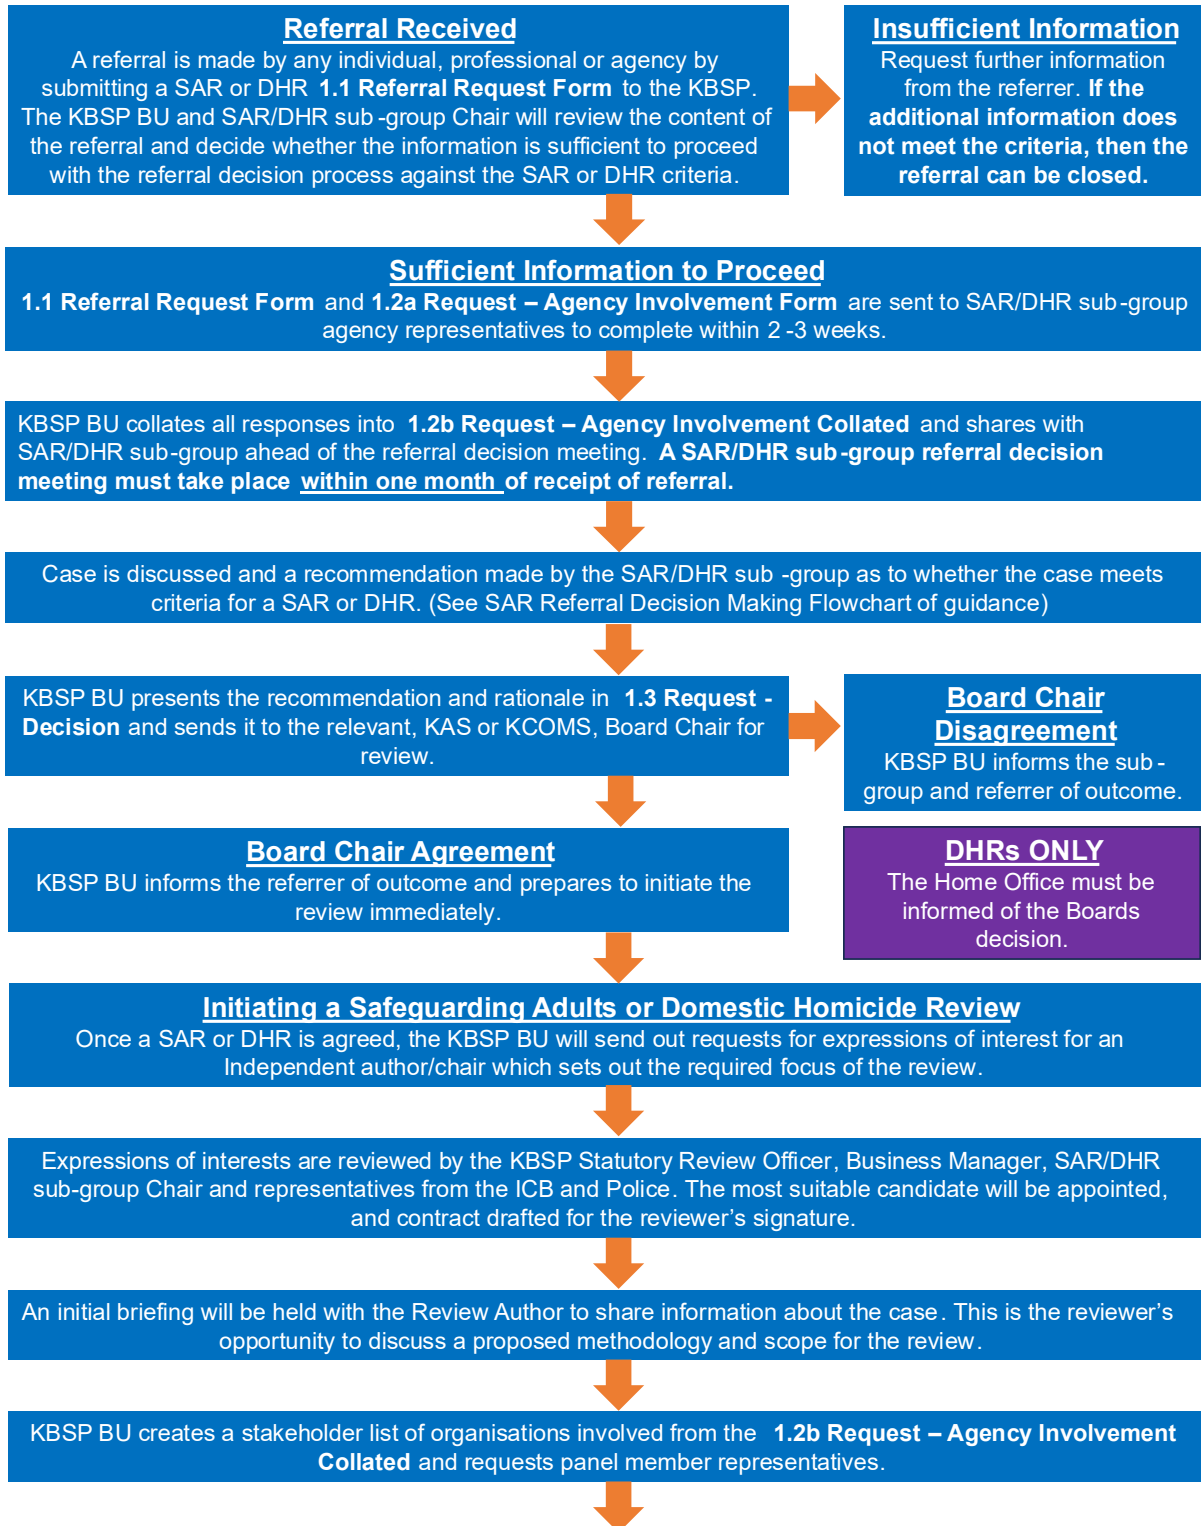 Referral Received
A referral is made by any individual, professional or agency by
submitting a SAR or DHR 1.1 Referral Request Form to the KBSP.
The KBSP BU and SAR/DHR sub-group Chair will review the content of
the referral and decide whether the information is sufficient to proceed
with the referral decision process against the SAR or DHR criteria.
Insufficient Information
Request further information
from the referrer. If the
additional information does
not meet the criteria, then the
referral can be closed.
Sufficient Information to Proceed
1.1 Referral Request Form and 1.2a Request – Agency Involvement Form are sent to SAR/DHR sub-group
agency representatives to complete within 2-3 weeks.
KBSP BU collates all responses into 1.2b Request – Agency Involvement Collated and shares with
SAR/DHR sub-group ahead of the referral decision meeting. A SAR/DHR sub-group referral decision
meeting must take place within one month of receipt of referral.
Case is discussed and a recommendation made by the SAR/DHR sub-group as to whether the case meets
criteria for a SAR or DHR. (See SAR Referral Decision Making Flowchart of guidance)
KBSP BU presents the recommendation and rationale in 1.3 Request -
Decision and sends it to the relevant, KAS or KCOMS, Board Chair for
review.
Board Chair
Disagreement
KBSP BU informs the sub-
group and referrer of outcome.
Board Chair Agreement
KBSP BU informs the referrer of outcome and prepares to initiate the
review immediately.
DHRs ONLY
The Home Office must be
informed of the Boards
decision.
Initiating a Safeguarding Adults or Domestic Homicide Review
Once a SAR or DHR is agreed, the KBSP BU will send out requests for expressions of interest for an
Independent author/chair which sets out the required focus of the review.
Expressions of interests are reviewed by the KBSP Statutory Review Officer, Business Manager, SAR/DHR
sub-group Chair and representatives from the ICB and Police. The most suitable candidate will be appointed,
and contract drafted for the reviewer's signature.
An initial briefing will be held with the Review Author to share information about the case. This is the reviewer's
opportunity to discuss a proposed methodology and scope for the review.
KBSP BU creates a stakeholder list of organisations involved from the 1.2b Request – Agency Involvement
Collated and requests panel member representatives.